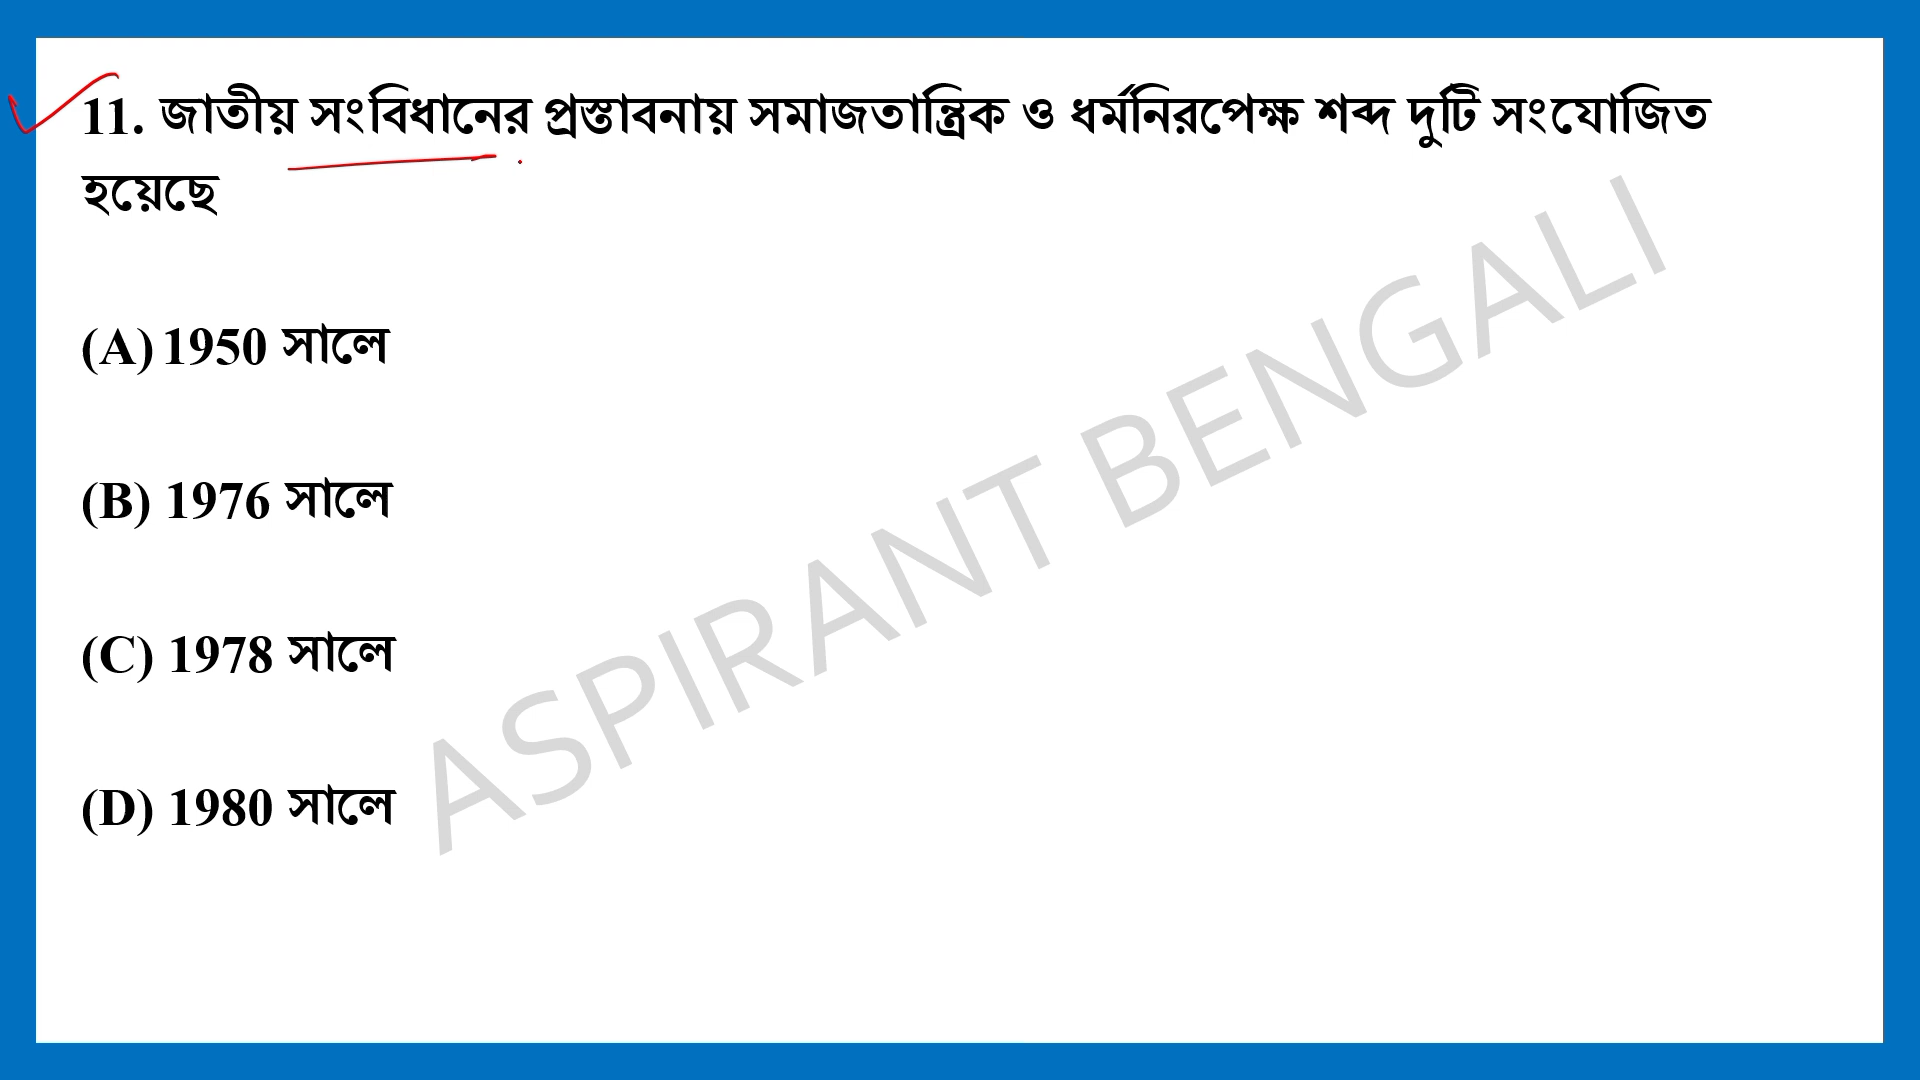 11. জাতীয় সংবিধানের প্রস্তাবনায় সমাজতান্ত্রিক ও ধর্মনিরপেক্ষ শব্দ দুটি সংযোজিত
হয়েছে
(A) 1950 সালে
(B) 1976 সালে
(C) 1978 সালে
(D) 1980 সালে
ASPIRANT BENGALI